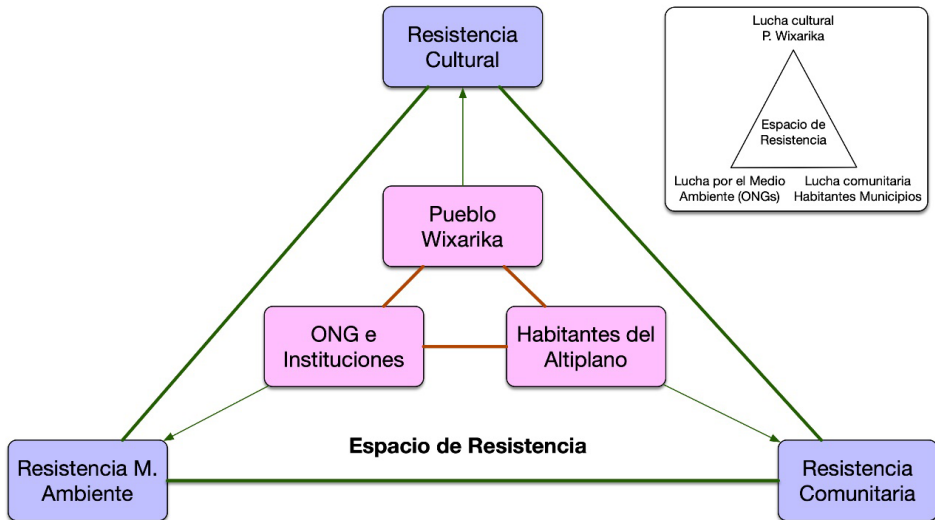 Resistencia
Cultural
Lucha cultural
P. Wixarika
Espacio de
Resistencia
Lucha por el Medio
Ambiente (ONGs)
Lucha comunitaria
Habitantes Municipios
Pueblo
Wixarika
ONG e
Instituciones
Habitantes del
Altiplano
Espacio de Resistencia
Resistencia M.
Ambiente
Resistencia
Comunitaria